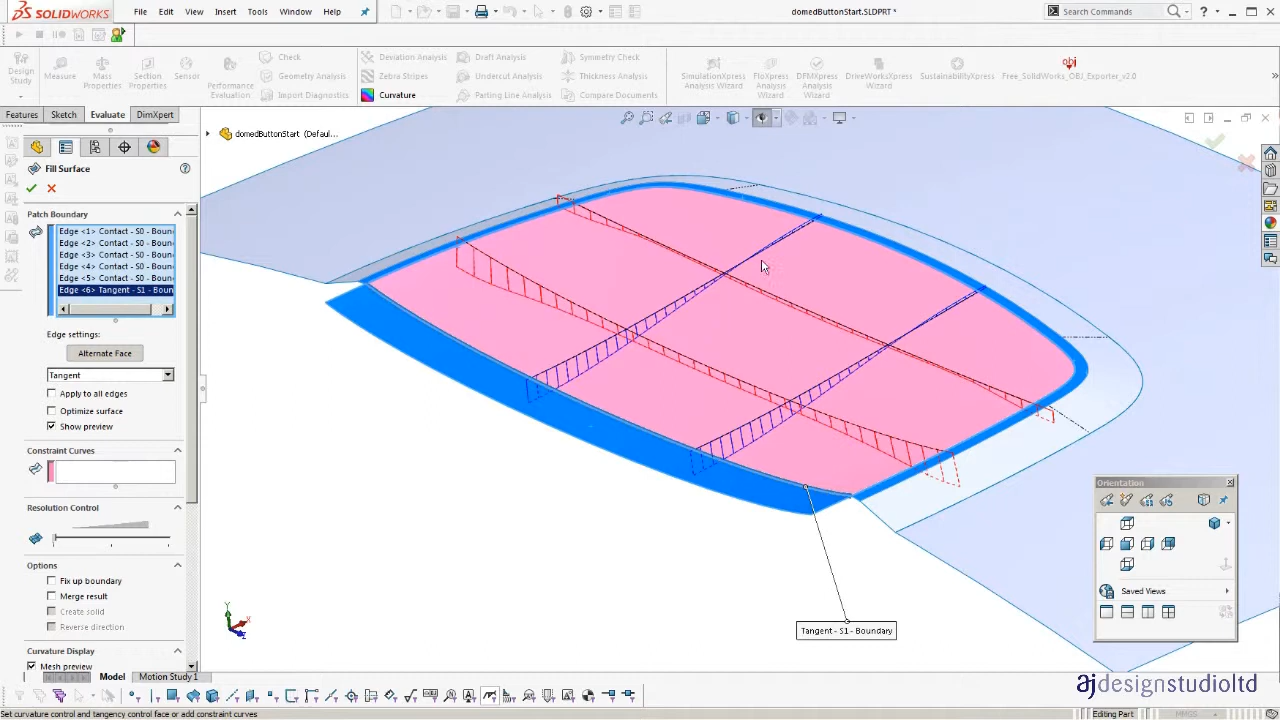 SOLIDWORKS File Edit View Insert Tools Window Help domedButtonStart.SLDPRT * Search Commands ?
Design Study Measure Mass Properties Section Properties Sensor Performance Evaluation
Check Geometry Analysis Import Diagnostics
Deviation Analysis Zebra Stripes Curvature
Draft Analysis Undercut Analysis Parting Line Analysis
Symmetry Check Thickness Analysis Compare Documents
SimulationXpress Analysis Wizard FloXpress Analysis Wizard DFMXpress Analysis Wizard DriveWorksXpress Wizard SustainabilityXpress obj Free_SolidWorks_OBJ_Exporter_v2.0
Features Sketch Evaluate DimXpert
domedButtonStart (Defaul...
Fill Surface
Patch Boundary
Edge <1> Contact - S0 - Boun
Edge <2> Contact - S0 - Boun
Edge <3> Contact - S0 - Boun
Edge <4> Contact - S0 - Boun
Edge <5> Contact - S0 - Boun
Edge <6> Tangent - S1 - Boun
Edge settings:
Alternate Face
Tangent
Apply to all edges
Optimize surface
Show preview
Constraint Curves
Resolution Control
Options
Fix up boundary
Merge result
Create solid
Reverse direction
Curvature Display
Mesh preview
Orientation
Saved Views
Tangent - S1 - Boundary
Y
X
Z
Model Motion Study 1
ajdesignstudioltd
Set curvature control and tangency control face or add constraint curves Editing Part MMGS